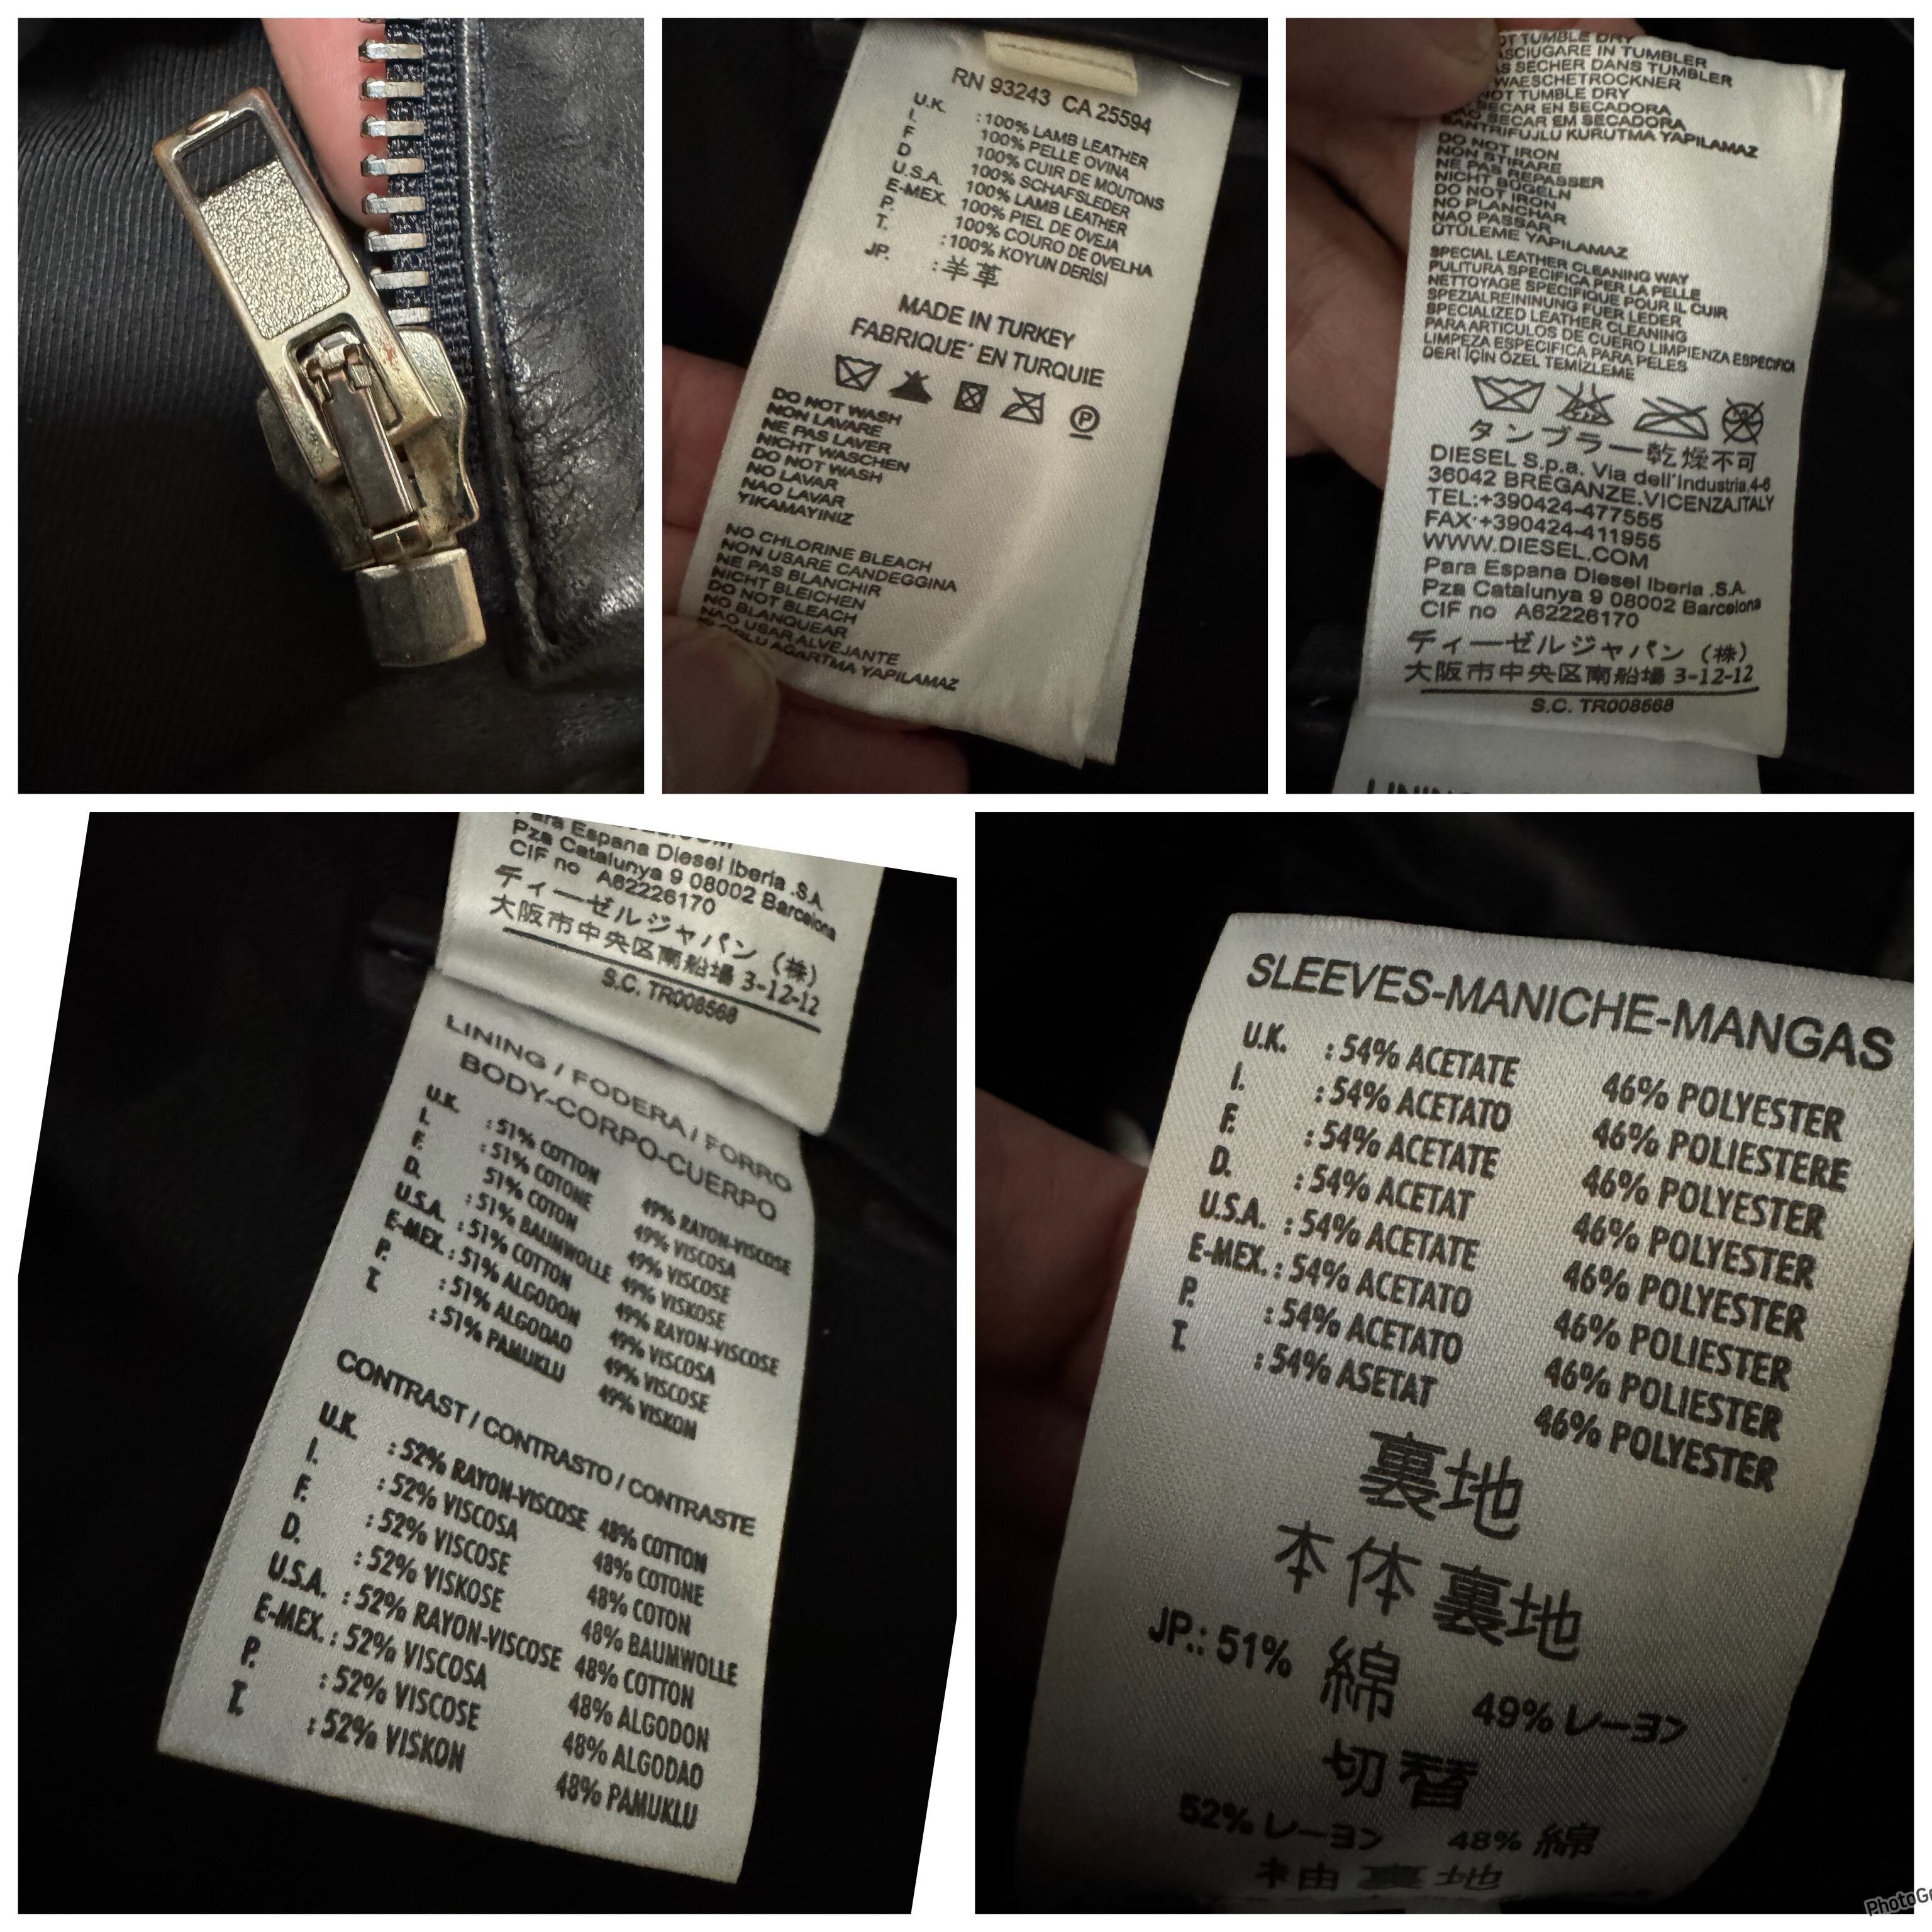 RN 93243 CA 25594
U.K. : 100% LAMB LEATHER
I. 100% PELLE OVINA
F 100% CUIR DE MOUTONS
D 100% SCHAFSLEDER
U.S.A. 100% LAMB LEATHER
E-MEX. 100% PIEL DE OVEJA
P. 100% COURO DE OVELHA
T. : 100% KOYUN DERİSİ
JP. : 羊革
MADE IN TURKEY
FABRIQUE' EN TURQUIE
P
DO NOT WASH
NON LAVARE
NE PAS LAVER
NICHT WASCHEN
DO NOT WASH
NO LAVAR
NAO LAVAR
YIKAMAYINIZ
NO CHLORINE BLEACH
NON USARE CANDEGGINA
NE PAS BLANCHIR
NICHT BLEICHEN
DO NOT BLEACH
NO BLANQUEAR
NAO USAR ALVEJANTE
AGARTMA YAPILAMAZ
TUMBLE DRY
ASCIUGARE IN TUMBLER
SECHER DANS TUMBLER
WAESCHETROCKNER
NOT TUMBLE DRY
SECAR EN SECADORA
SECAR EM SECADORA
SANTRIFUJLU KURUTMA YAPILAMAZ
DO NOT IRON
NON STIRARE
NE PAS REPASSER
NICHT BÜGELN
DO NOT IRON
NO PLANCHAR
NAO PASSAR
ÜTÜLEME YAPILAMAZ
SPECIAL LEATHER CLEANING WAY
PULITURA SPECIFICA PER LA PELLE
NETTOYAGE SPECIFIQUE POUR IL CUIR
SPEZIALREININUNG FUER LEDER
SPECIALIZED LEATHER CLEANING
PARA ARTICULOS DE CUERO LIMPIENZA ESPECIFICA
LIMPEZA ESPECIFICA PARA PELES
DERİ İÇİN ÖZEL TEMİZLEME
タンブラー乾燥不可
DIESEL S.p.a. Via dell'Industria,4-6
36042 BREGANZE.VICENZA.ITALY
TEL:+390424-477555
FAX:+390424-411955
WWW.DIESEL.COM
Para Espana Diesel Iberia .S.A.
Pza Catalunya 9 08002 Barcelona
CIF no A62226170
ディーゼルジャパン（株）
大阪市中央区南船場 3-12-12
S.C. TR008568
Para Espana Diesel Iberia .S.A.
Pza Catalunya 9 08002 Barcelona
CIF no A62226170
ディーゼルジャパン（株）
大阪市中央区南船場 3-12-12
S.C. TR008568
LINING / FODERA / FORRO
BODY-CORPO-CUERPO
U.K. : 51% COTTON 49% RAYON-VISCOSE
I. : 51% COTONE 49% VISCOSA
F. 51% COTON 49% VISCOSE
D. : 51% BAUMWOLLE 49% VISKOSE
U.S.A. : 51% COTTON 49% RAYON-VISCOSE
E-MEX. : 51% ALGODON 49% VISCOSA
P. : 51% ALGODAO 49% VISCOSE
T. : 51% PAMUKLU 49% VISKON
CONTRAST / CONTRASTO / CONTRASTE
U.K. : 52% RAYON-VISCOSE 48% COTTON
I. : 52% VISCOSA 48% COTONE
F. : 52% VISCOSE 48% COTON
D. : 52% VISKOSE 48% BAUMWOLLE
U.S.A. : 52% RAYON-VISCOSE 48% COTTON
E-MEX. : 52% VISCOSA 48% ALGODON
P. : 52% VISCOSE 48% ALGODAO
T. : 52% VISKON 48% PAMUKLU
SLEEVES-MANICHE-MANGAS
U.K. : 54% ACETATE 46% POLYESTER
I. : 54% ACETATO 46% POLIESTERE
F. : 54% ACETATE 46% POLYESTER
D. : 54% ACETAT 46% POLYESTER
U.S.A. : 54% ACETATE 46% POLYESTER
E-MEX. : 54% ACETATO 46% POLIESTER
P. : 54% ACETATO 46% POLIESTER
T. : 54% ASETAT 46% POLYESTER
裏地
本体裏地
JP.: 51% 綿 49% レーヨン
切替
52% レーヨン 48% 綿
袖裏地